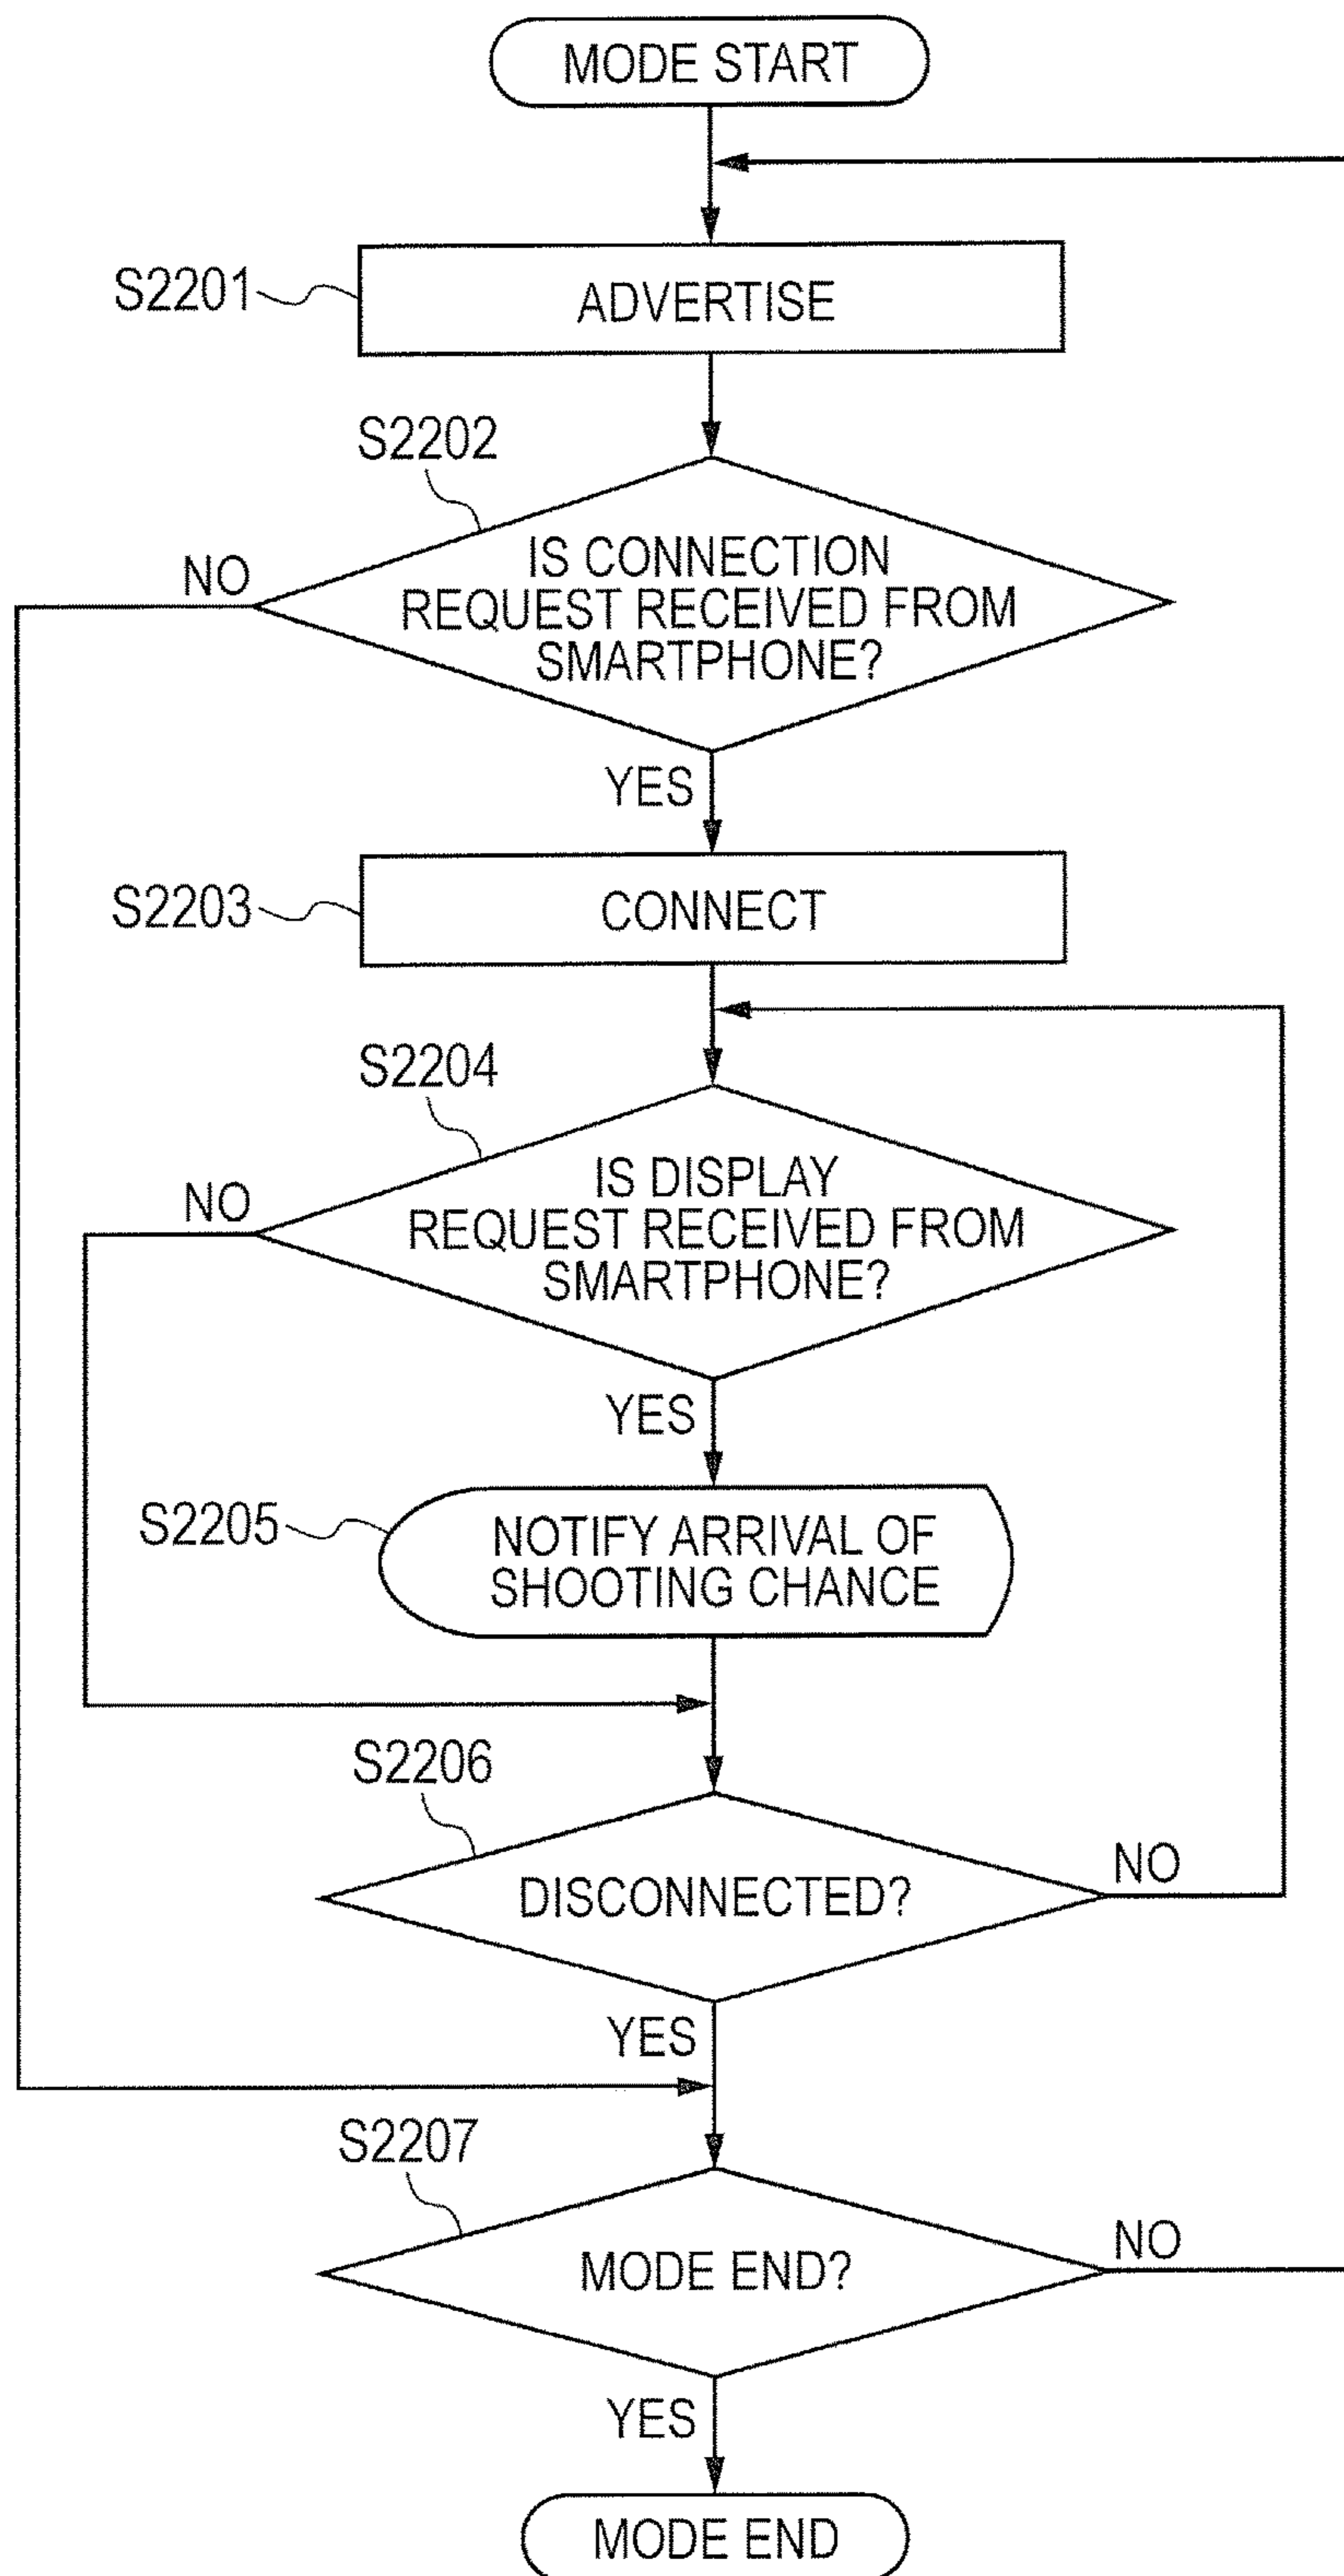 MODE START
S2201
ADVERTISE
S2202
NO
IS CONNECTION
REQUEST RECEIVED FROM
SMARTPHONE?
YES
S2203
CONNECT
S2204
NO
IS DISPLAY
REQUEST RECEIVED FROM
SMARTPHONE?
YES
S2205
NOTIFY ARRIVAL OF
SHOOTING CHANCE
S2206
DISCONNECTED?
NO
YES
S2207
MODE END?
NO
YES
MODE END